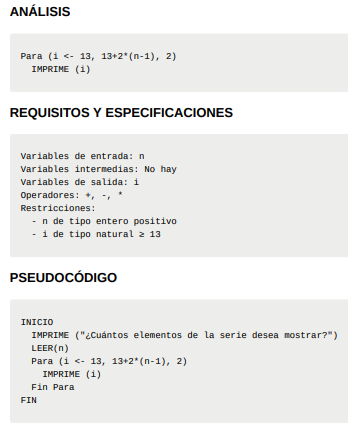 ANÁLISIS
Para (i <- 13, 13+2*(n-1), 2)
IMPRIME (i)
REQUISITOS Y ESPECIFICACIONES
Variables de entrada: n
Variables intermedias: No hay
Variables de salida: i
Operadores: +, -, *
Restricciones:
- n de tipo entero positivo
- i de tipo natural ≥ 13
PSEUDOCÓDIGO
INICIO
IMPRIME ("¿Cuántos elementos de la serie desea mostrar?")
LEER(n)
Para (i <- 13, 13+2*(n-1), 2)
IMPRIME (i)
Fin Para
FIN